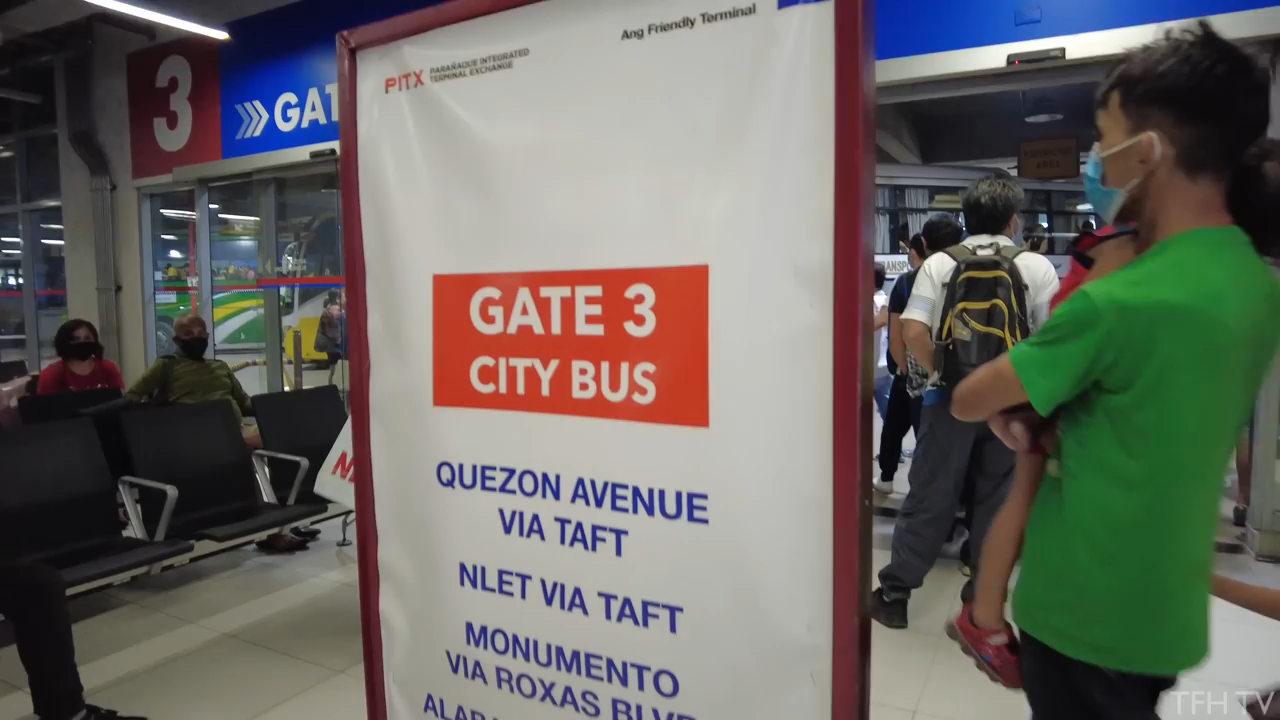 Ang Friendly Terminal
PITX PARAÑAQUE INTEGRATED
TERMINAL EXCHANGE
3
GAT
GATE 3
CITY BUS
QUEZON AVENUE
VIA TAFT
NLET VIA TAFT
MONUMENTO
VIA ROXAS BLVD
TFH TV